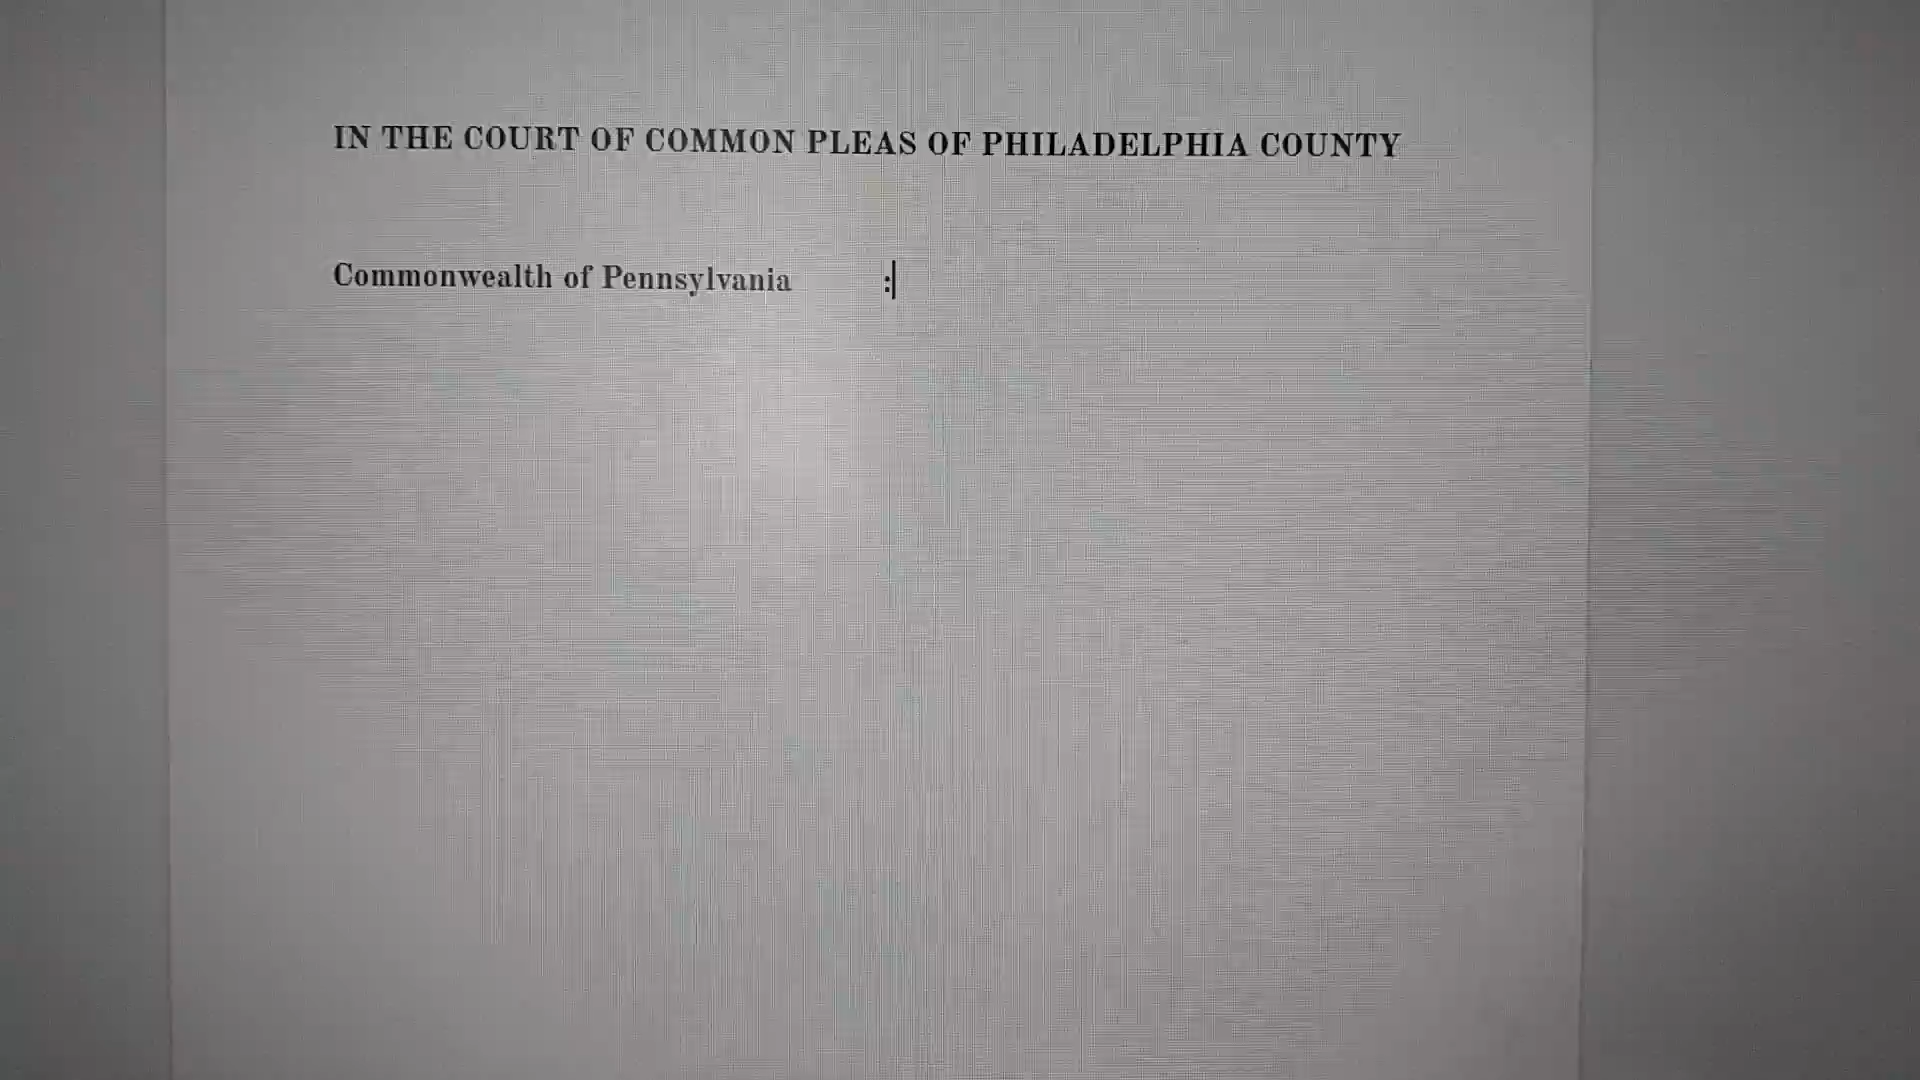 IN THE COURT OF COMMON PLEAS OF PHILADELPHIA COUNTY
Commonwealth of Pennsylvania :